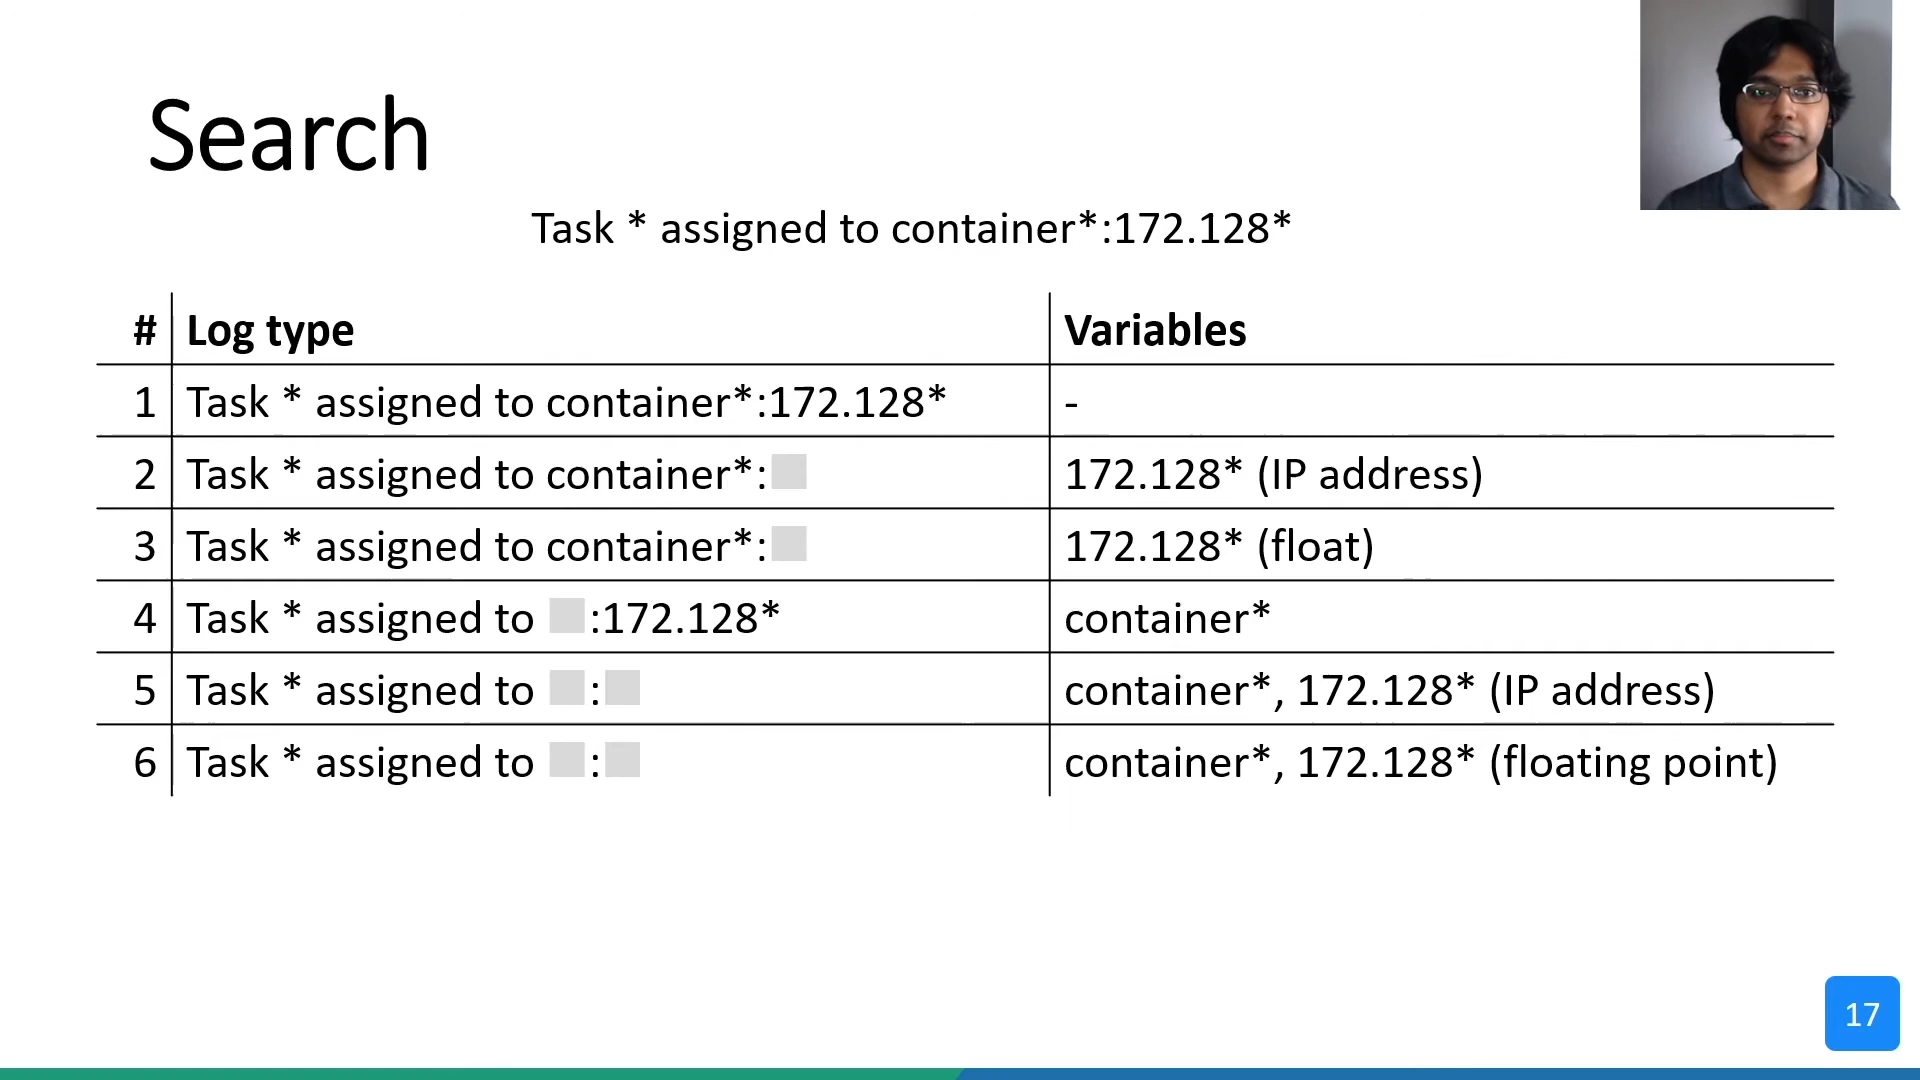 Search
Task * assigned to container*:172.128*
# Log type Variables
1 Task * assigned to container*:172.128* -
2 Task * assigned to container*: 172.128* (IP address)
3 Task * assigned to container*: 172.128* (float)
4 Task * assigned to :172.128* container*
5 Task * assigned to : container*, 172.128* (IP address)
6 Task * assigned to : container*, 172.128* (floating point)
17